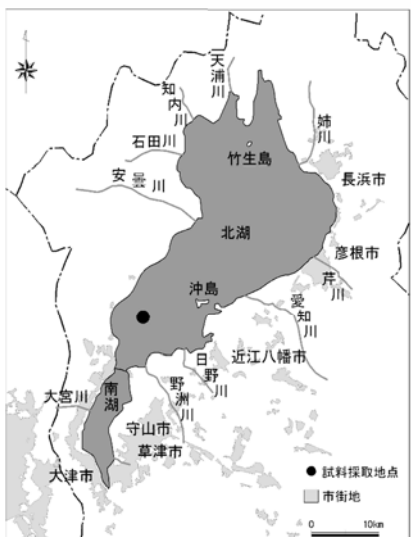 天浦川
知内川
石田川
安曇川
姉川
竹生島
長浜市
北湖
彦根市
芹川
沖島
愛知川
近江八幡市
日野川
野洲川
南湖
大宮川
守山市
草津市
大津市
試料採取地点
市街地
0 10km